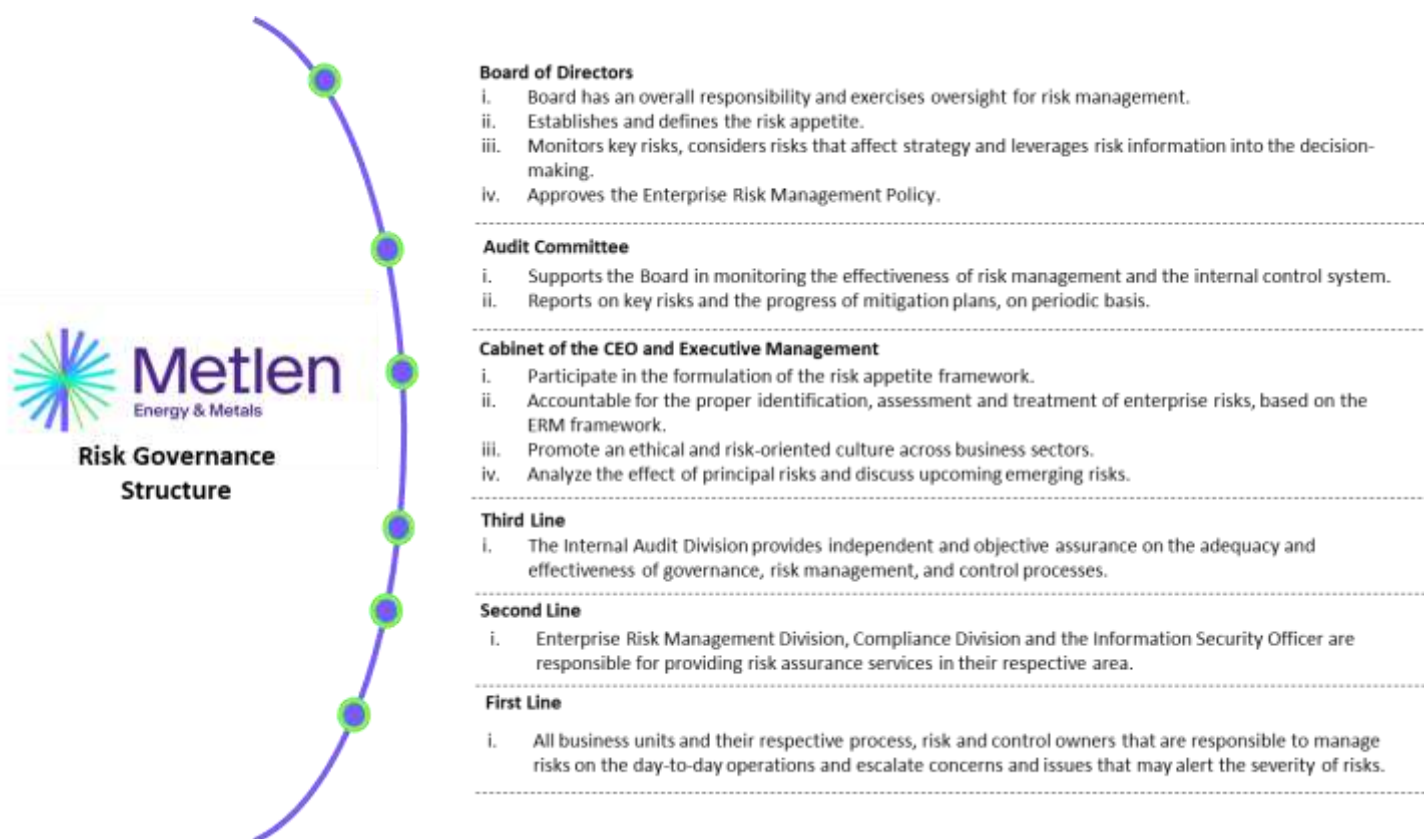 Metlen
Energy & Metals
Risk Governance
Structure
Board of Directors
i. Board has an overall responsibility and exercises oversight for risk management.
ii. Establishes and defines the risk appetite.
iii. Monitors key risks, considers risks that affect strategy and leverages risk information into the decision-
making.
iv. Approves the Enterprise Risk Management Policy.
Audit Committee
i. Supports the Board in monitoring the effectiveness of risk management and the internal control system.
ii. Reports on key risks and the progress of mitigation plans, on periodic basis.
Cabinet of the CEO and Executive Management
i. Participate in the formulation of the risk appetite framework.
ii. Accountable for the proper identification, assessment and treatment of enterprise risks, based on the
ERM framework.
iii. Promote an ethical and risk-oriented culture across business sectors.
iv. Analyze the effect of principal risks and discuss upcoming emerging risks.
Third Line
i. The Internal Audit Division provides independent and objective assurance on the adequacy and
effectiveness of governance, risk management, and control processes.
Second Line
i. Enterprise Risk Management Division, Compliance Division and the Information Security Officer are
responsible for providing risk assurance services in their respective area.
First Line
i. All business units and their respective process, risk and control owners that are responsible to manage
risks on the day-to-day operations and escalate concerns and issues that may alert the severity of risks.